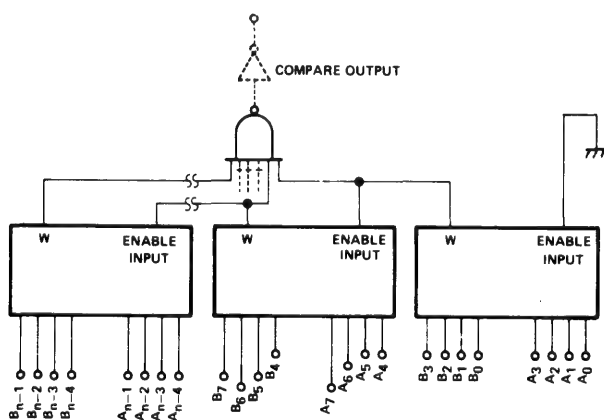 COMPARE OUTPUT
W ENABLE INPUT
W ENABLE INPUT
W ENABLE INPUT
Bn-1 Bn-2 Bn-3 Bn-4 An-1 An-2 An-3 An-4
B7 B6 B5 B4 A7 A6 A5 A4
B3 B2 B1 B0 A3 A2 A1 A0